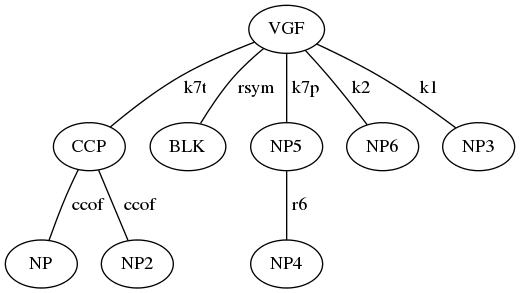 VGF
k7t rsym k7p k2 k1
CCP BLK NP5 NP6 NP3
ccof ccof r6
NP NP2 NP4